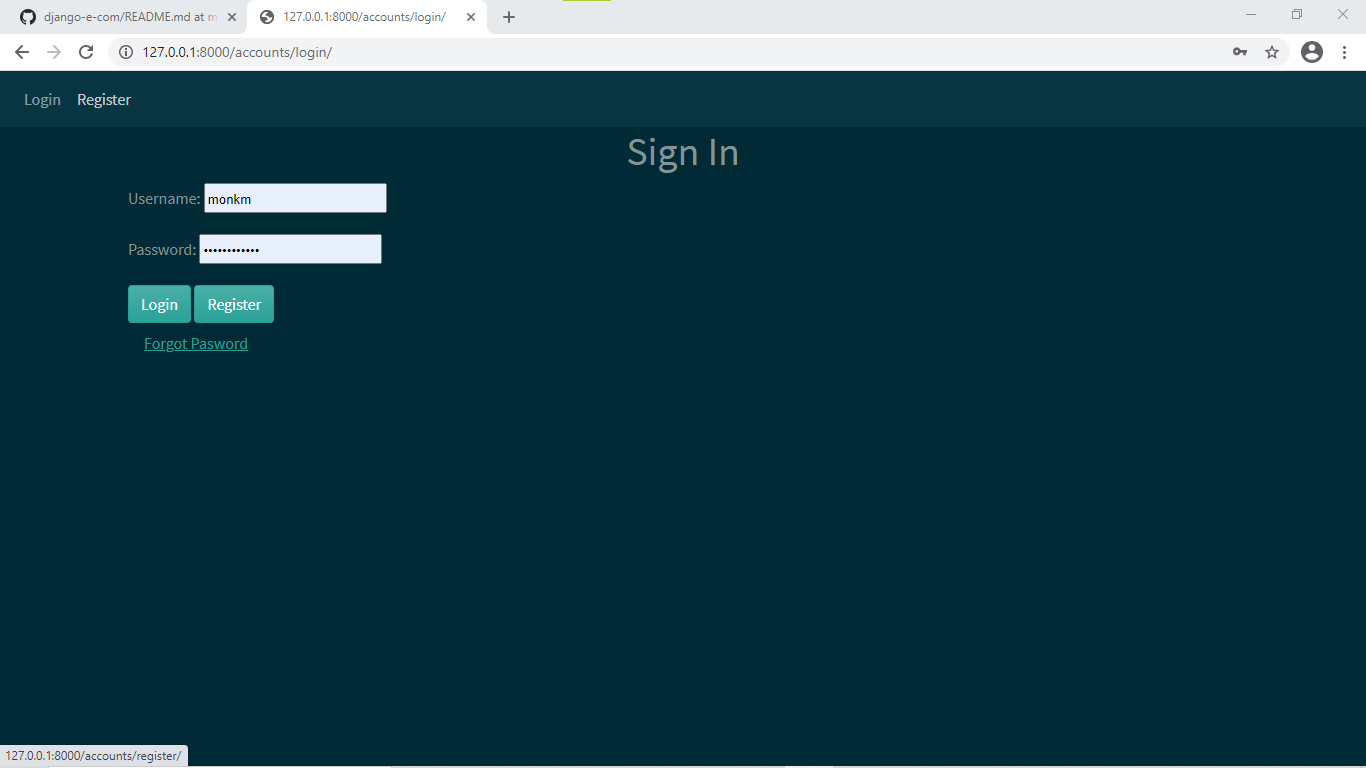 django-e-com/README.md at m
127.0.0.1:8000/accounts/login/
127.0.0.1:8000/accounts/login/
Login Register
Sign In
Username: monkm
Password: ••••••••••••
Login Register
Forgot Pasword
127.0.0.1:8000/accounts/register/